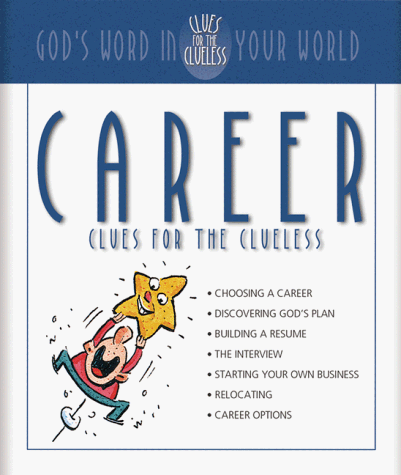 GOD'S WORD IN YOUR WORLD
CLUES
FOR THE
CLUELESS
CAREER
CLUES FOR THE CLUELESS
• CHOOSING A CAREER
• DISCOVERING GOD'S PLAN
• BUILDING A RESUME
• THE INTERVIEW
• STARTING YOUR OWN BUSINESS
• RELOCATING
• CAREER OPTIONS